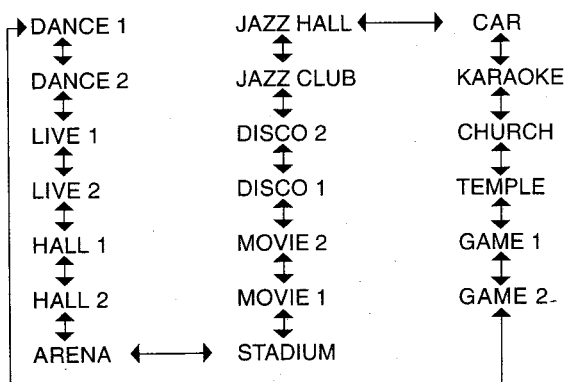 DANCE 1
DANCE 2
LIVE 1
LIVE 2
HALL 1
HALL 2
ARENA
JAZZ HALL
JAZZ CLUB
DISCO 2
DISCO 1
MOVIE 2
MOVIE 1
STADIUM
CAR
KARAOKE
CHURCH
TEMPLE
GAME 1
GAME 2